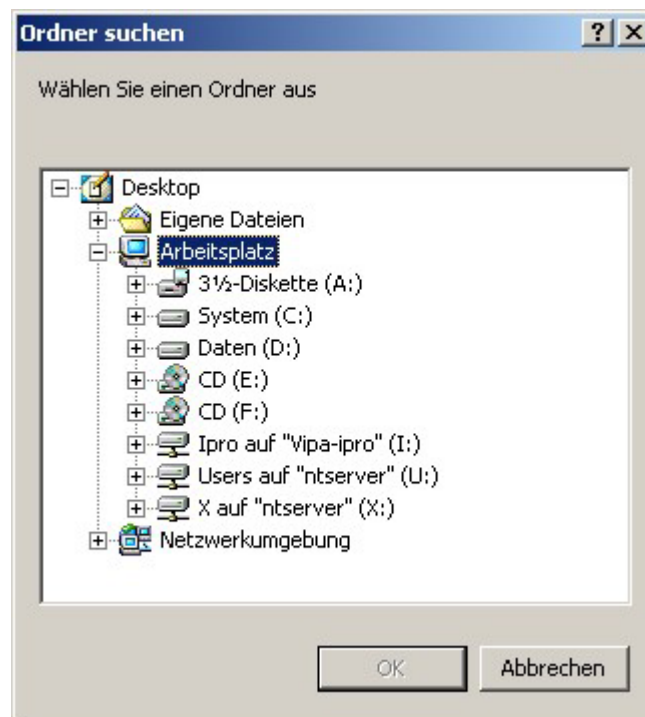 Ordner suchen
Wählen Sie einen Ordner aus
Desktop
Eigene Dateien
Arbeitsplatz
3½-Diskette (A:)
System (C:)
Daten (D:)
CD (E:)
CD (F:)
Ipro auf "Vipa-ipro" (I:)
Users auf "ntserver" (U:)
X auf "ntserver" (X:)
Netzwerkumgebung
OK Abbrechen